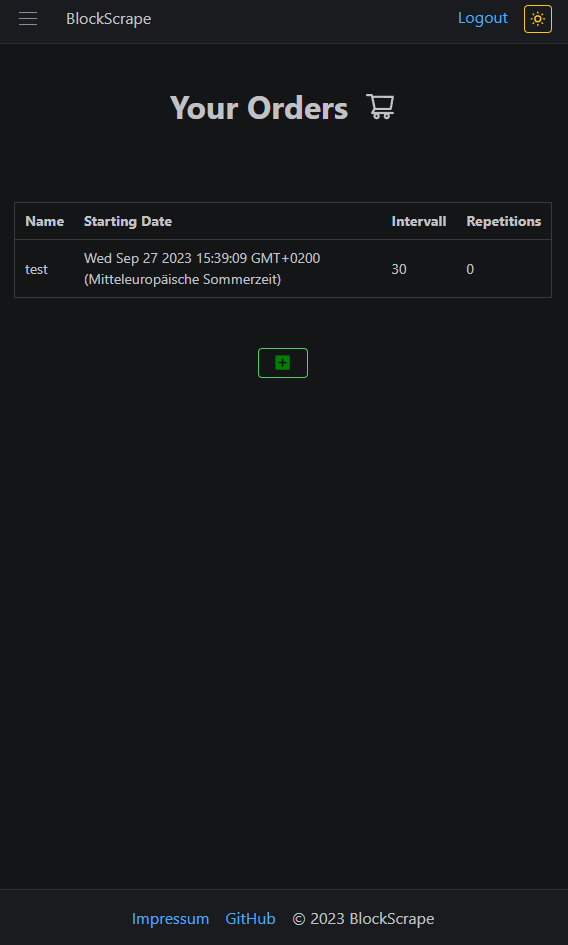 BlockScrape Logout
Your Orders
Name Starting Date Intervall Repetitions
Wed Sep 27 2023 15:39:09 GMT+0200
test (Mitteleuropäische Sommerzeit) 30 0
Impressum GitHub © 2023 BlockScrape